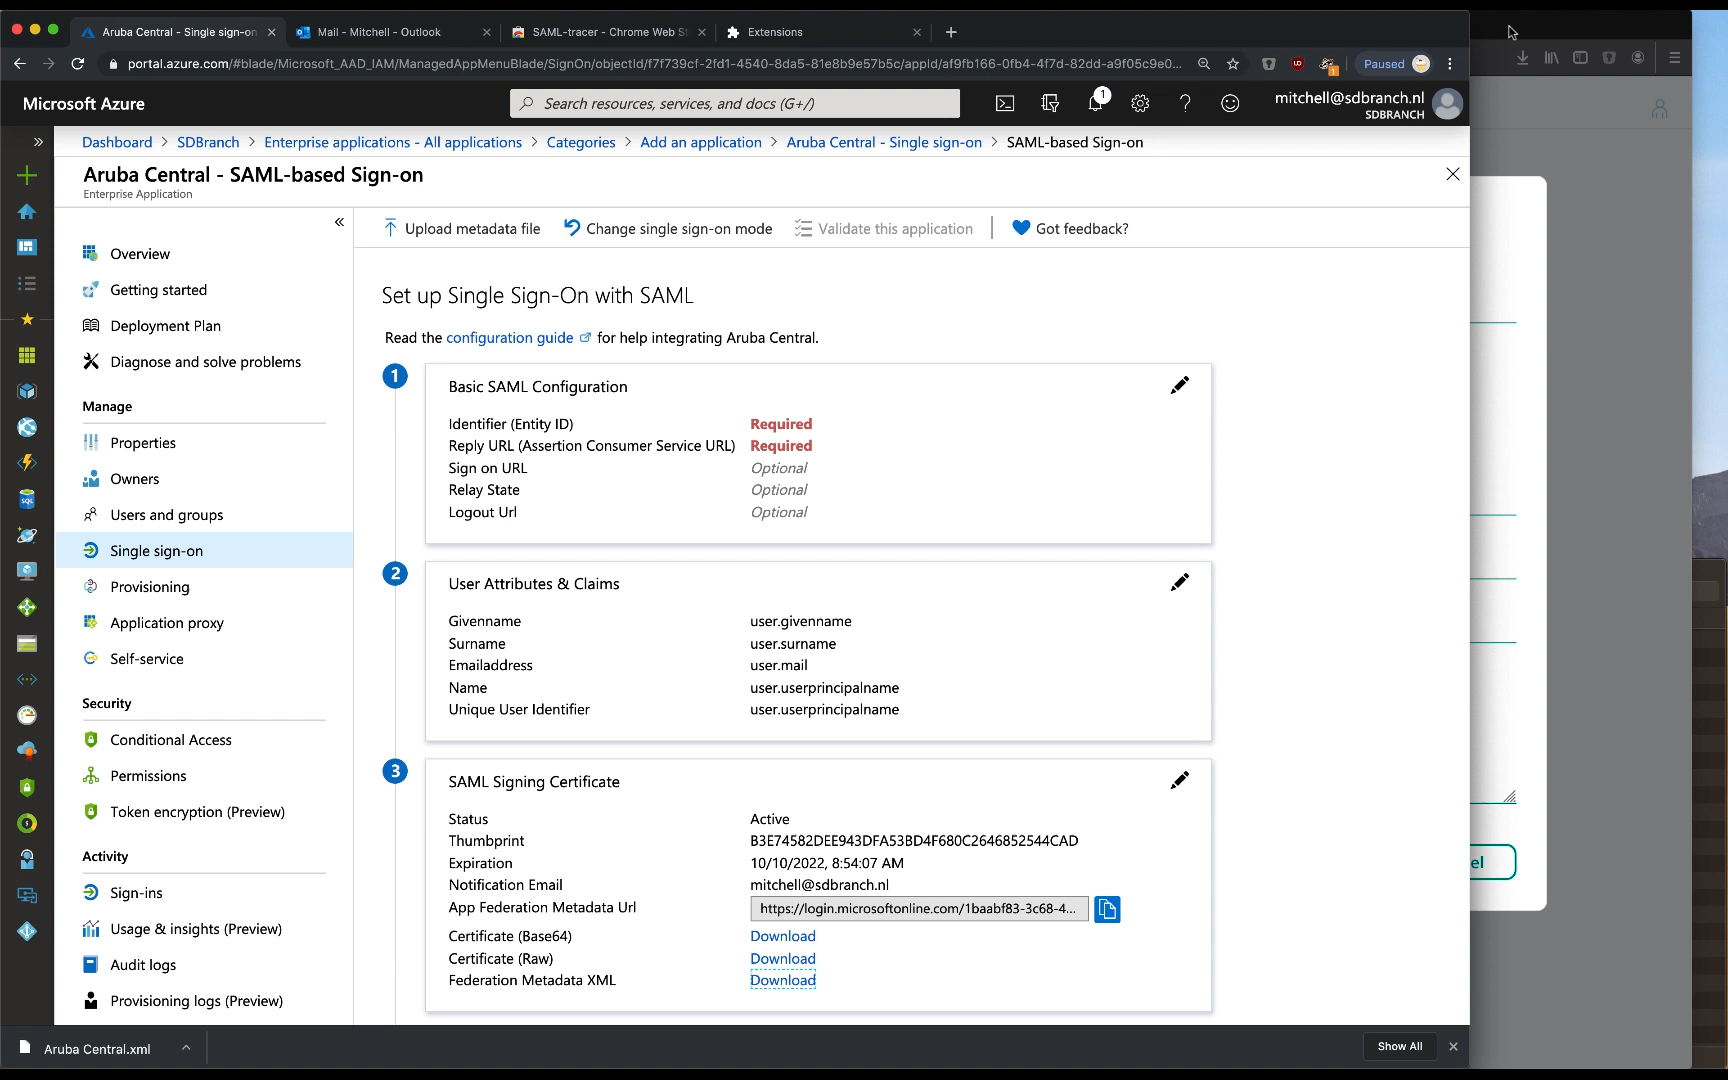 Aruba Central - Single sign-on
Mail - Mitchell - Outlook
SAML-tracer - Chrome Web S
Extensions
portal.azure.com/#blade/Microsoft_AAD_IAM/ManagedAppMenuBlade/SignOn/objectId/f7f739cf-2fd1-4540-8da5-81e8b9e57b5c/appId/af9fb166-0fb4-4f7d-82dd-a9f05c9e0...
1
Paused
Microsoft Azure
Search resources, services, and docs (G+/)
1
mitchell@sdbranch.nl
SDBRANCH
Dashboard > SDBranch > Enterprise applications - All applications > Categories > Add an application > Aruba Central - Single sign-on > SAML-based Sign-on
Aruba Central - SAML-based Sign-on
Enterprise Application
Upload metadata file
Change single sign-on mode
Validate this application
Got feedback?
Overview
Getting started
Deployment Plan
Diagnose and solve problems
Manage
Properties
Owners
Users and groups
Single sign-on
Provisioning
Application proxy
Self-service
Security
Conditional Access
Permissions
Token encryption (Preview)
Activity
Sign-ins
Usage & insights (Preview)
Audit logs
Provisioning logs (Preview)
Set up Single Sign-On with SAML
Read the configuration guide for help integrating Aruba Central.
1
Basic SAML Configuration
Identifier (Entity ID) Required
Reply URL (Assertion Consumer Service URL) Required
Sign on URL Optional
Relay State Optional
Logout Url Optional
2
User Attributes & Claims
Givenname user.givenname
Surname user.surname
Emailaddress user.mail
Name user.userprincipalname
Unique User Identifier user.userprincipalname
3
SAML Signing Certificate
Status Active
Thumbprint B3E74582DEE943DFA53BD4F680C2646852544CAD
Expiration 10/10/2022, 8:54:07 AM
Notification Email mitchell@sdbranch.nl
App Federation Metadata Url https://login.microsoftonline.com/1baabf83-3c68-4...
Certificate (Base64) Download
Certificate (Raw) Download
Federation Metadata XML Download
el
Aruba Central.xml
Show All